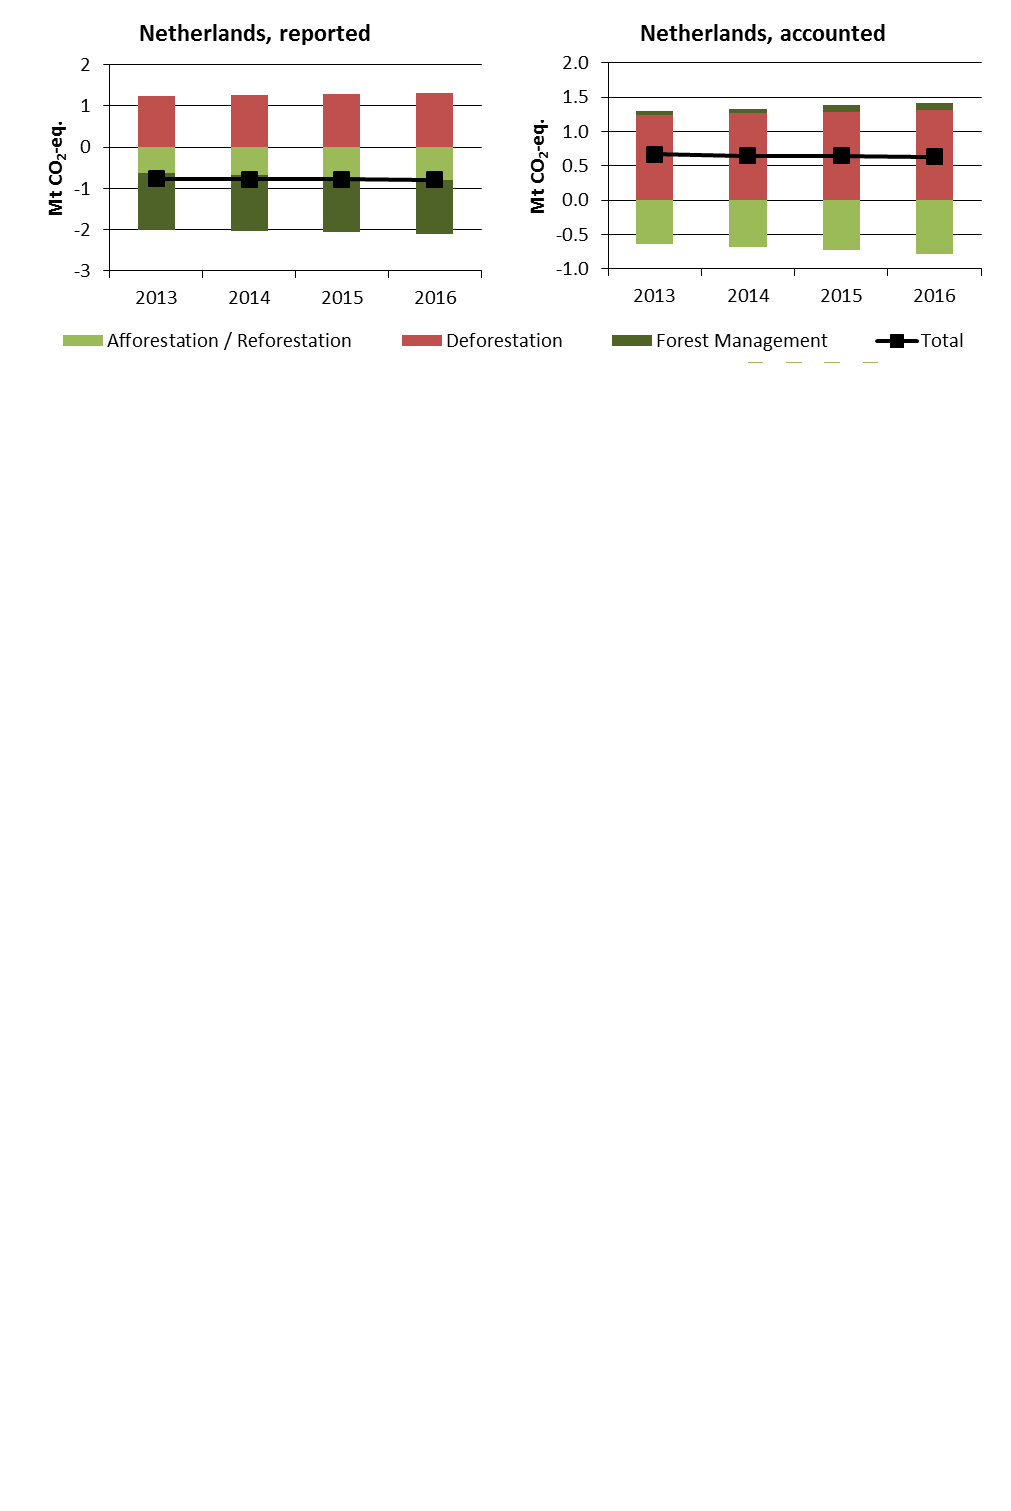 Netherlands, reported
2
1
0
-1
-2
-3
Mt CO₂-eq.
2013 2014 2015 2016
Netherlands, accounted
2.0
1.5
1.0
0.5
0.0
-0.5
-1.0
Mt CO₂-eq.
2013 2014 2015 2016
Afforestation / Reforestation Deforestation Forest Management Total